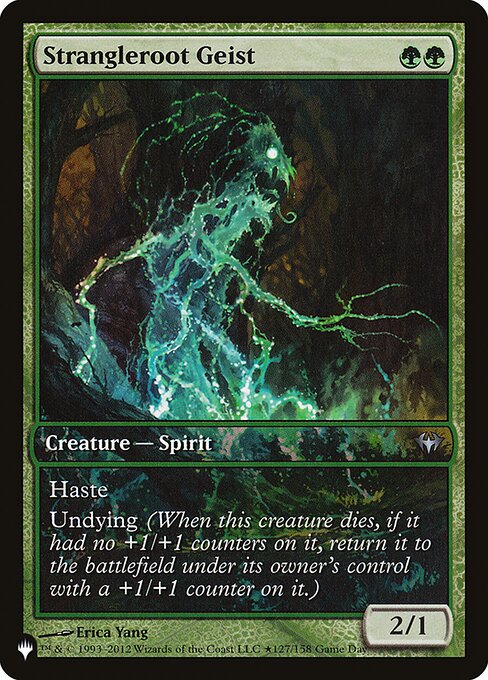 Strangleroot Geist
Creature — Spirit
Haste
Undying (When this creature dies, if it
had no +1/+1 counters on it, return it to
the battlefield under its owner's control
with a +1/+1 counter on it.)
2/1
Erica Yang
™ & © 1993–2012 Wizards of the Coast LLC ★127/158 Game Day